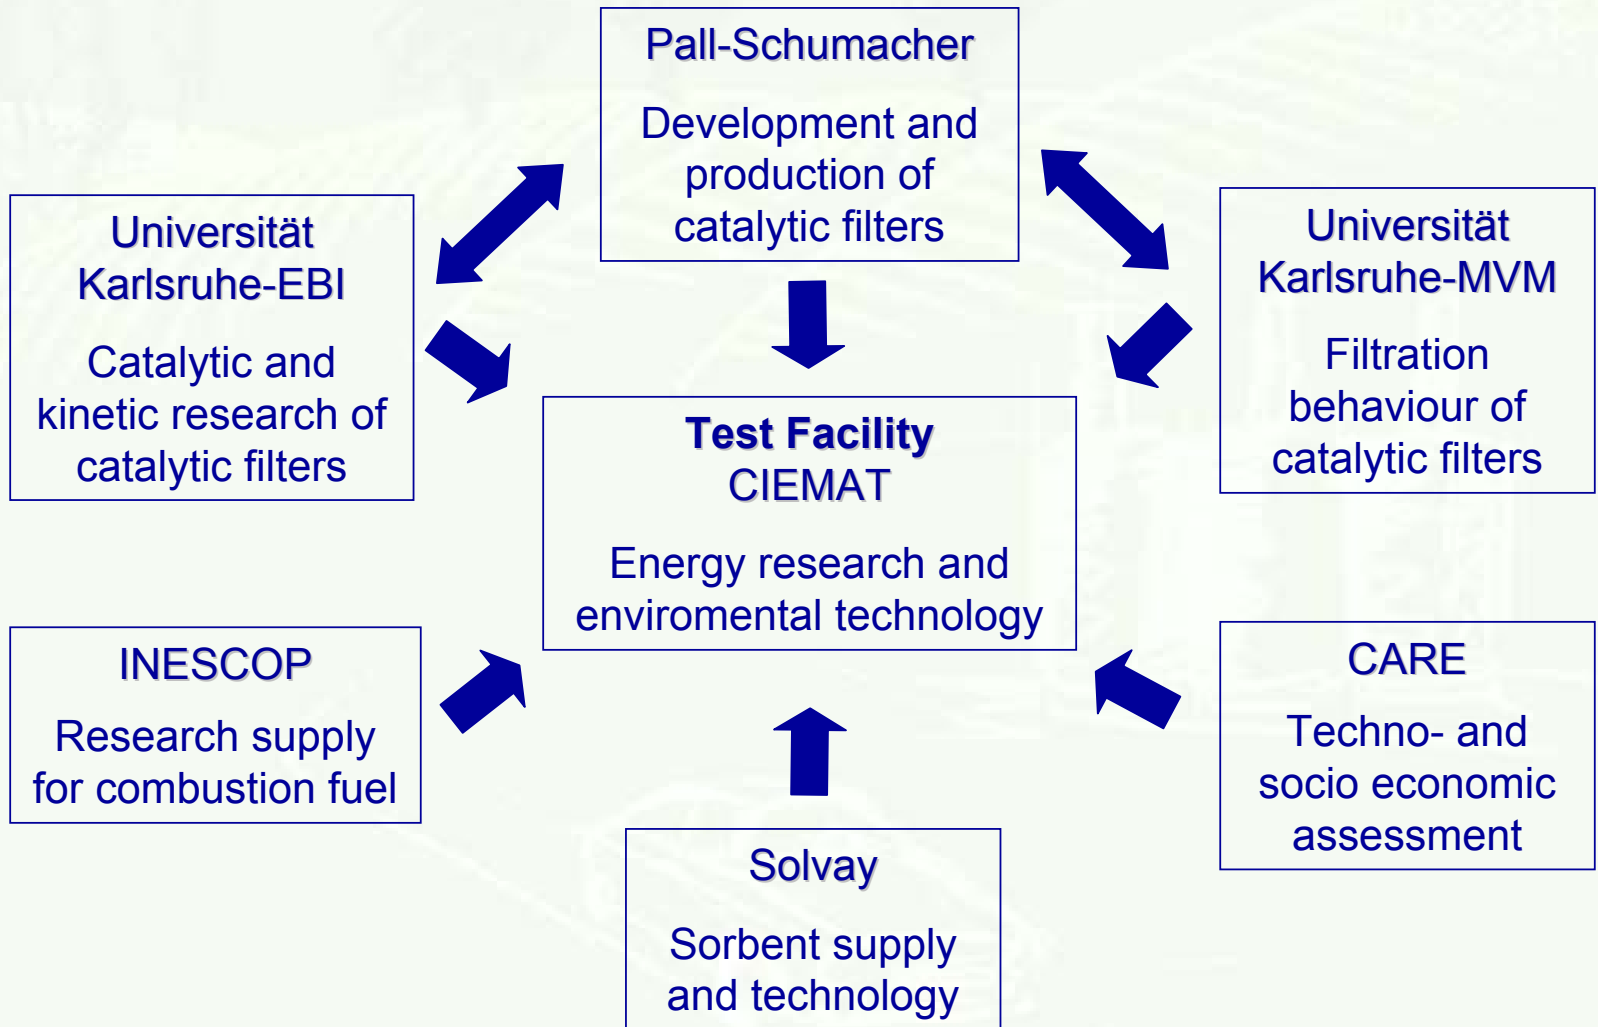 Pall-Schumacher
Development and
production of
catalytic filters
Universität
Karlsruhe-EBI
Catalytic and
kinetic research of
catalytic filters
Universität
Karlsruhe-MVM
Filtration
behaviour of
catalytic filters
Test Facility
CIEMAT
Energy research and
enviromental technology
INESCOP
Research supply
for combustion fuel
CARE
Techno- and
socio economic
assessment
Solvay
Sorbent supply
and technology